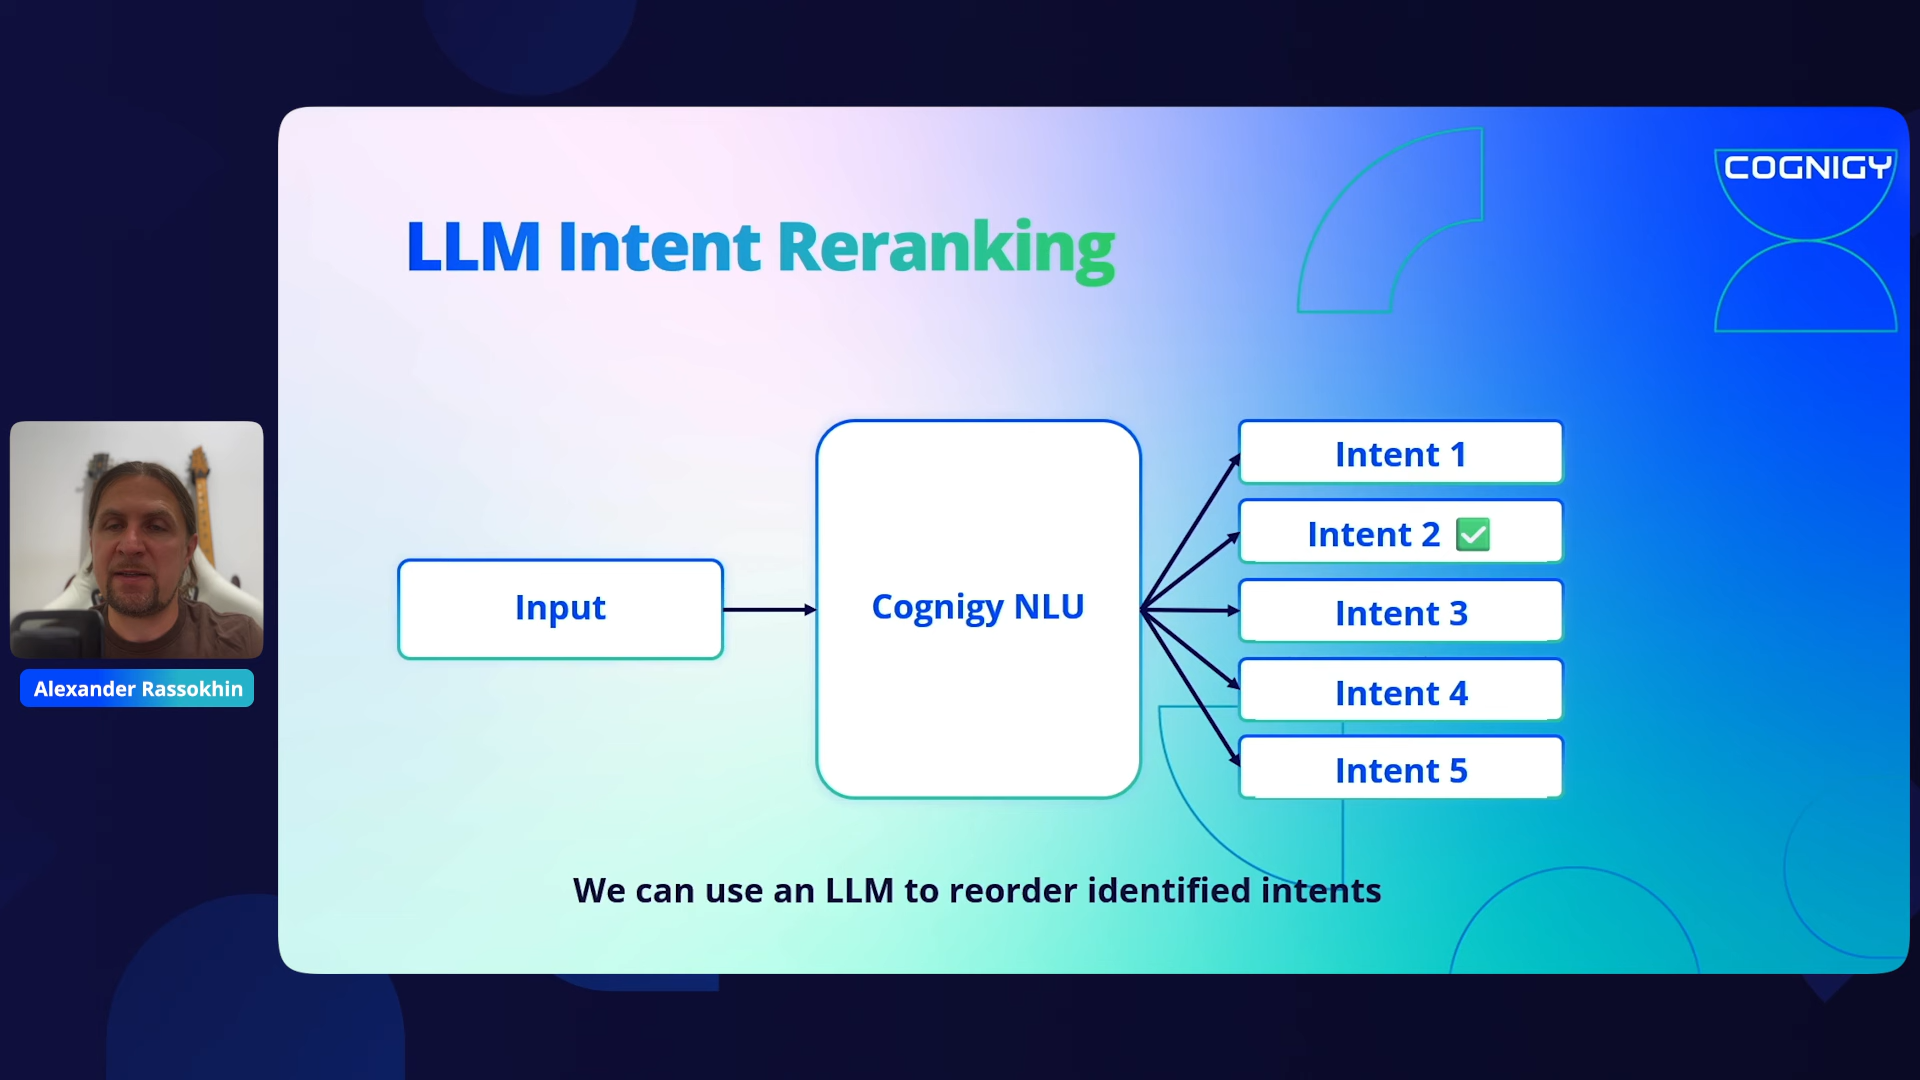 COGNIGY
LLM Intent Reranking
Input
Cognigy NLU
Intent 1
Intent 2 ✅
Intent 3
Intent 4
Intent 5
We can use an LLM to reorder identified intents
Alexander Rassokhin